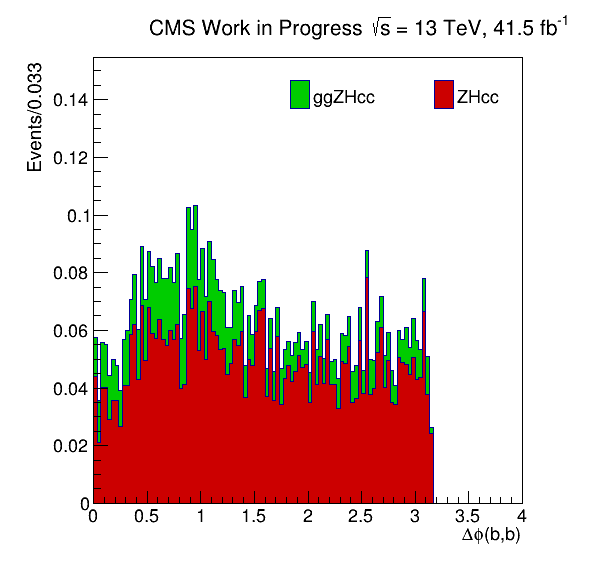 CMS Work in Progress √s = 13 TeV, 41.5 fb⁻¹
Events/0.033
ggZHcc ZHcc
0.14
0.12
0.1
0.08
0.06
0.04
0.02
0
0 0.5 1 1.5 2 2.5 3 3.5 4
Δϕ(b,b)